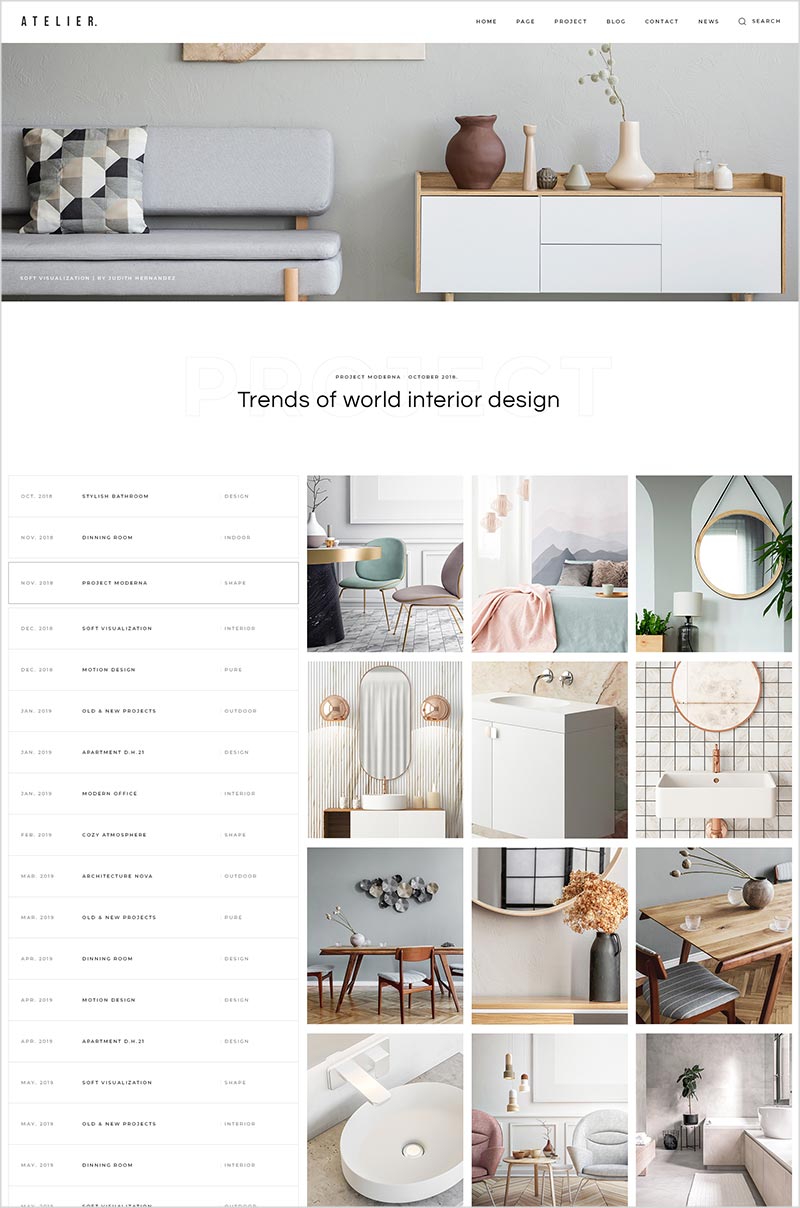 ATELIER.
HOME PAGE PROJECT BLOG CONTACT NEWS SEARCH
SOFT VISUALIZATION | BY JUDITH HERNANDEZ
PROJECT
PROJECT MODERNA OCTOBER 2018.
Trends of world interior design
OCT. 2018 STYLISH BATHROOM DESIGN
NOV. 2018 DINNING ROOM INDOOR
NOV. 2018 PROJECT MODERNA SHAPE
DEC. 2018 SOFT VISUALIZATION INTERIOR
DEC. 2018 MOTION DESIGN PURE
JAN. 2019 OLD & NEW PROJECTS OUTDOOR
JAN. 2019 APARTMENT D.H.21 DESIGN
JAN. 2019 MODERN OFFICE INTERIOR
FEB. 2019 COZY ATMOSPHERE SHAPE
MAR. 2019 ARCHITECTURE NOVA OUTDOOR
MAR. 2019 OLD & NEW PROJECTS PURE
APR. 2019 DINNING ROOM DESIGN
APR. 2019 MOTION DESIGN DESIGN
APR. 2019 APARTMENT D.H.21 DESIGN
MAY. 2019 SOFT VISUALIZATION SHAPE
MAY. 2019 OLD & NEW PROJECTS INTERIOR
MAY. 2019 DINNING ROOM INTERIOR
MAY. 2019 SOFT VISUALIZATION OUTDOOR